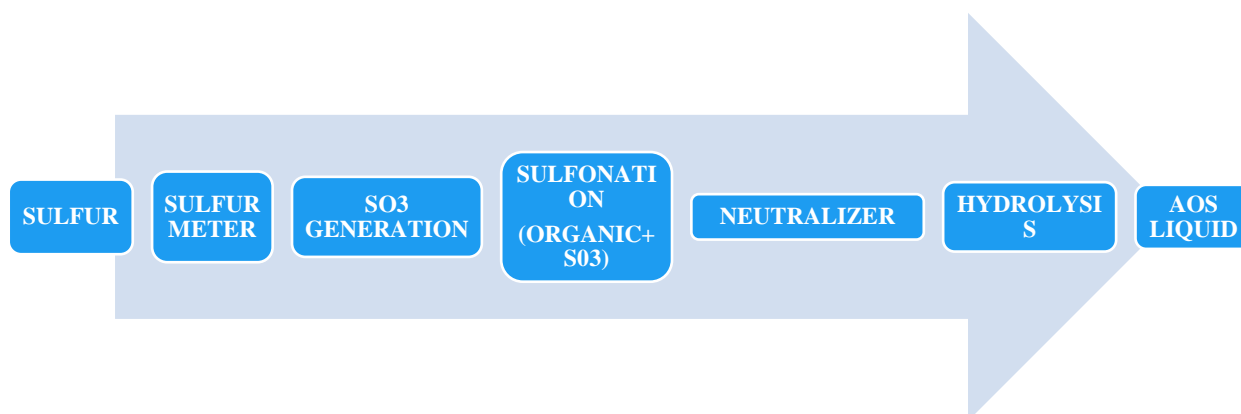 SULFUR
SULFUR
METER
SO3
GENERATION
SULFONATI
ON
(ORGANIC+
S03)
NEUTRALIZER
HYDROLYSI
S
AOS
LIQUID